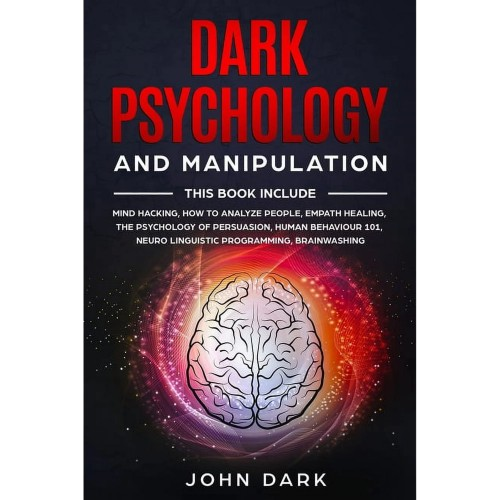 DARK
PSYCHOLOGY
AND MANIPULATION
THIS BOOK INCLUDE
MIND HACKING, HOW TO ANALYZE PEOPLE, EMPATH HEALING,
THE PSYCHOLOGY OF PERSUASION, HUMAN BEHAVIOUR 101,
NEURO LINGUISTIC PROGRAMMING, BRAINWASHING
JOHN DARK